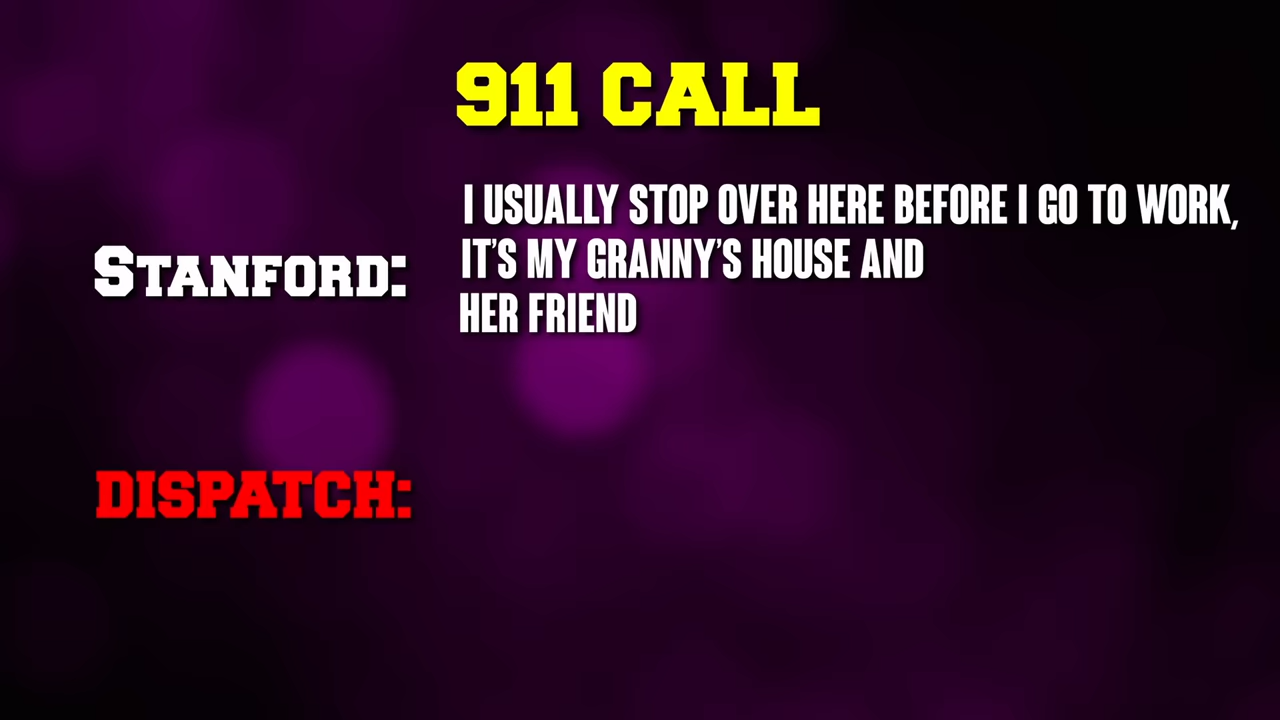 911 CALL
STANFORD:
I USUALLY STOP OVER HERE BEFORE I GO TO WORK,
IT'S MY GRANNY'S HOUSE AND
HER FRIEND
DISPATCH: